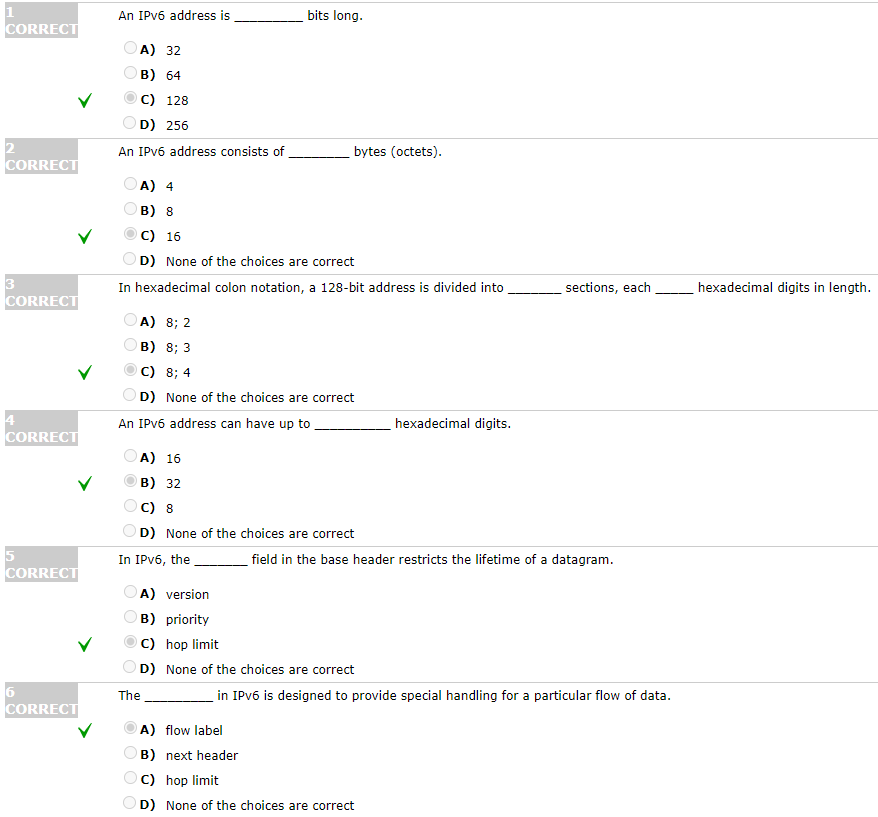 1
CORRECT
An IPv6 address is _________ bits long.
A) 32
B) 64
C) 128
D) 256
2
CORRECT
An IPv6 address consists of ________ bytes (octets).
A) 4
B) 8
C) 16
D) None of the choices are correct
3
CORRECT
In hexadecimal colon notation, a 128-bit address is divided into _______ sections, each _____ hexadecimal digits in length.
A) 8; 2
B) 8; 3
C) 8; 4
D) None of the choices are correct
4
CORRECT
An IPv6 address can have up to __________ hexadecimal digits.
A) 16
B) 32
C) 8
D) None of the choices are correct
5
CORRECT
In IPv6, the _______ field in the base header restricts the lifetime of a datagram.
A) version
B) priority
C) hop limit
D) None of the choices are correct
6
CORRECT
The _________ in IPv6 is designed to provide special handling for a particular flow of data.
A) flow label
B) next header
C) hop limit
D) None of the choices are correct